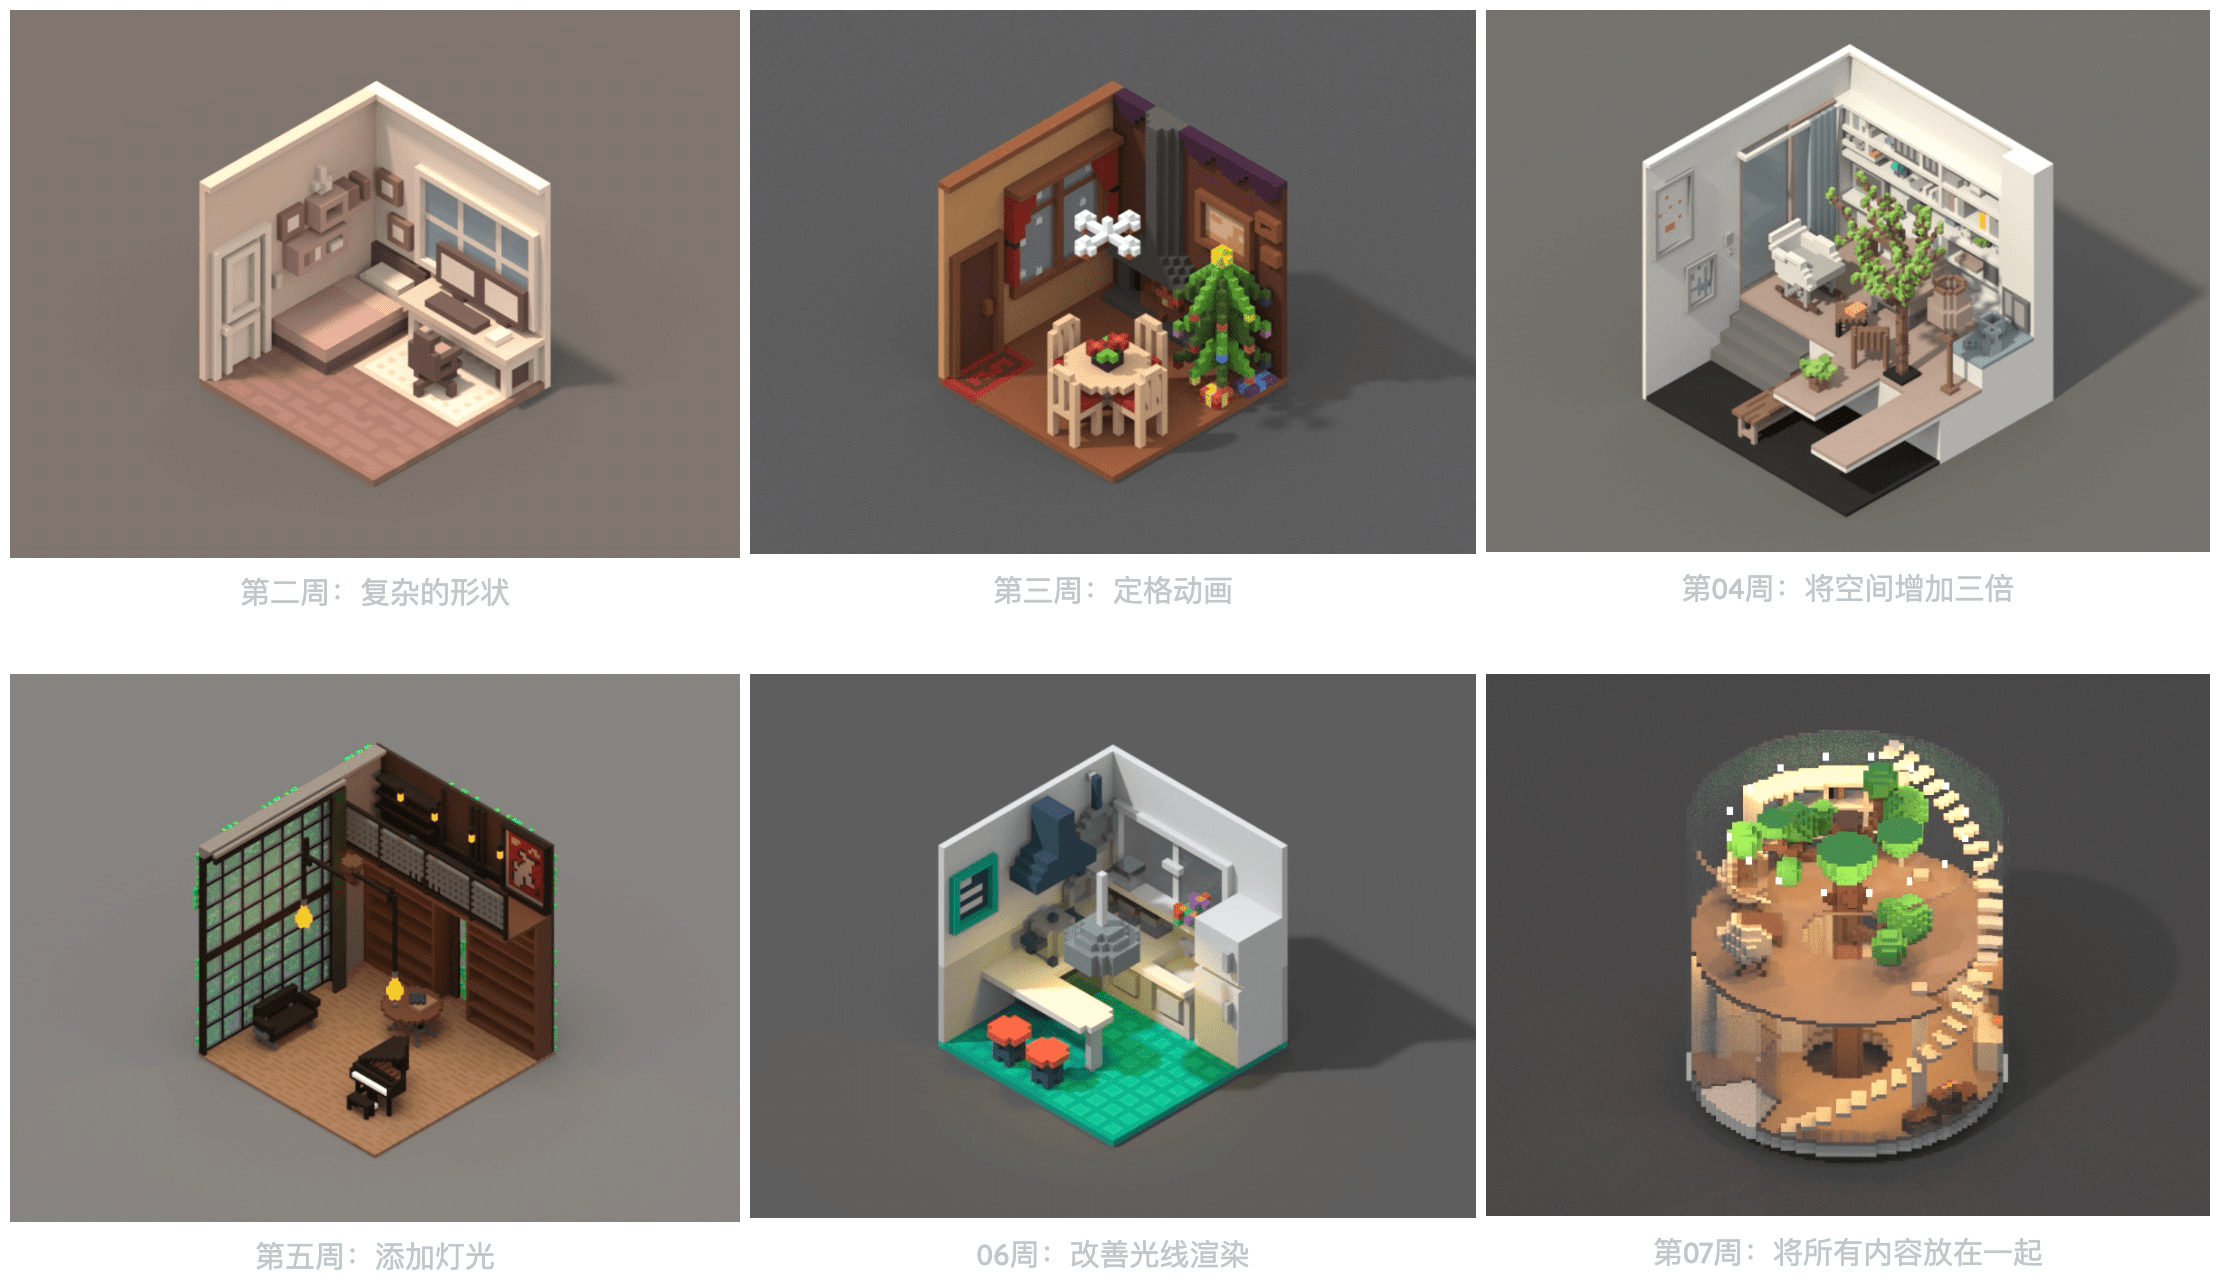 第二周：复杂的形状
第三周：定格动画
第04周：将空间增加三倍
第五周：添加灯光
06周：改善光线渲染
第07周：将所有内容放在一起